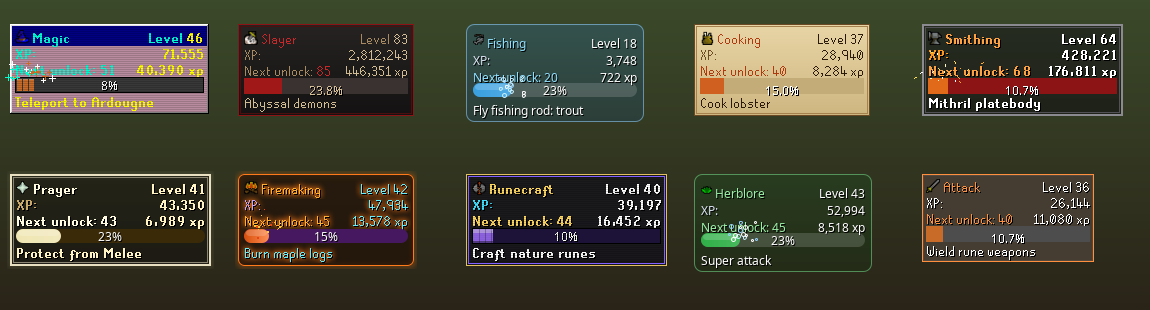 Magic Level 46
XP: 71,555
Next unlock: 51 40,390 xp
8%
Teleport to Ardougne
Slayer Level 83
XP: 2,812,243
Next unlock: 85 446,351 xp
23.8%
Abyssal demons
Fishing Level 18
XP: 3,748
Next unlock: 20 722 xp
23%
Fly fishing rod: trout
Cooking Level 37
XP: 28,940
Next unlock: 40 8,284 xp
15.0%
Cook lobster
Smithing Level 64
XP: 428,221
Next unlock: 68 176,811 xp
10.7%
Mithril platebody
Prayer Level 41
XP: 43,350
Next unlock: 43 6,989 xp
23%
Protect from Melee
Firemaking Level 42
XP: 47,934
Next unlock: 45 13,578 xp
15%
Burn maple logs
Runecraft Level 40
XP: 39,197
Next unlock: 44 16,452 xp
10%
Craft nature runes
Herblore Level 43
XP: 52,994
Next unlock: 45 8,518 xp
23%
Super attack
Attack Level 36
XP: 26,144
Next unlock: 40 11,080 xp
10.7%
Wield rune weapons